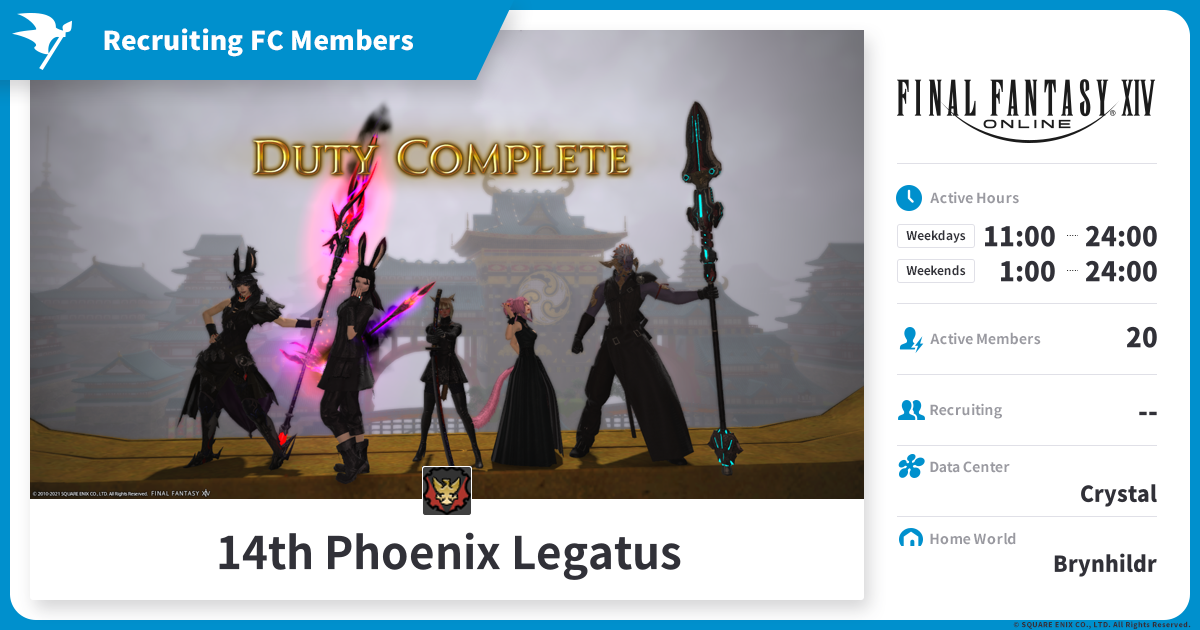 Recruiting FC Members
DUTY COMPLETE
© 2010-2021 SQUARE ENIX CO., LTD. All Rights Reserved. FINAL FANTASY XIV
14th Phoenix Legatus
FINAL FANTASY® XIV
ONLINE
Active Hours
Weekdays 11:00 ···· 24:00
Weekends 1:00 ···· 24:00
Active Members 20
Recruiting --
Data Center
Crystal
Home World
Brynhildr
© SQUARE ENIX CO., LTD. All Rights Reserved.